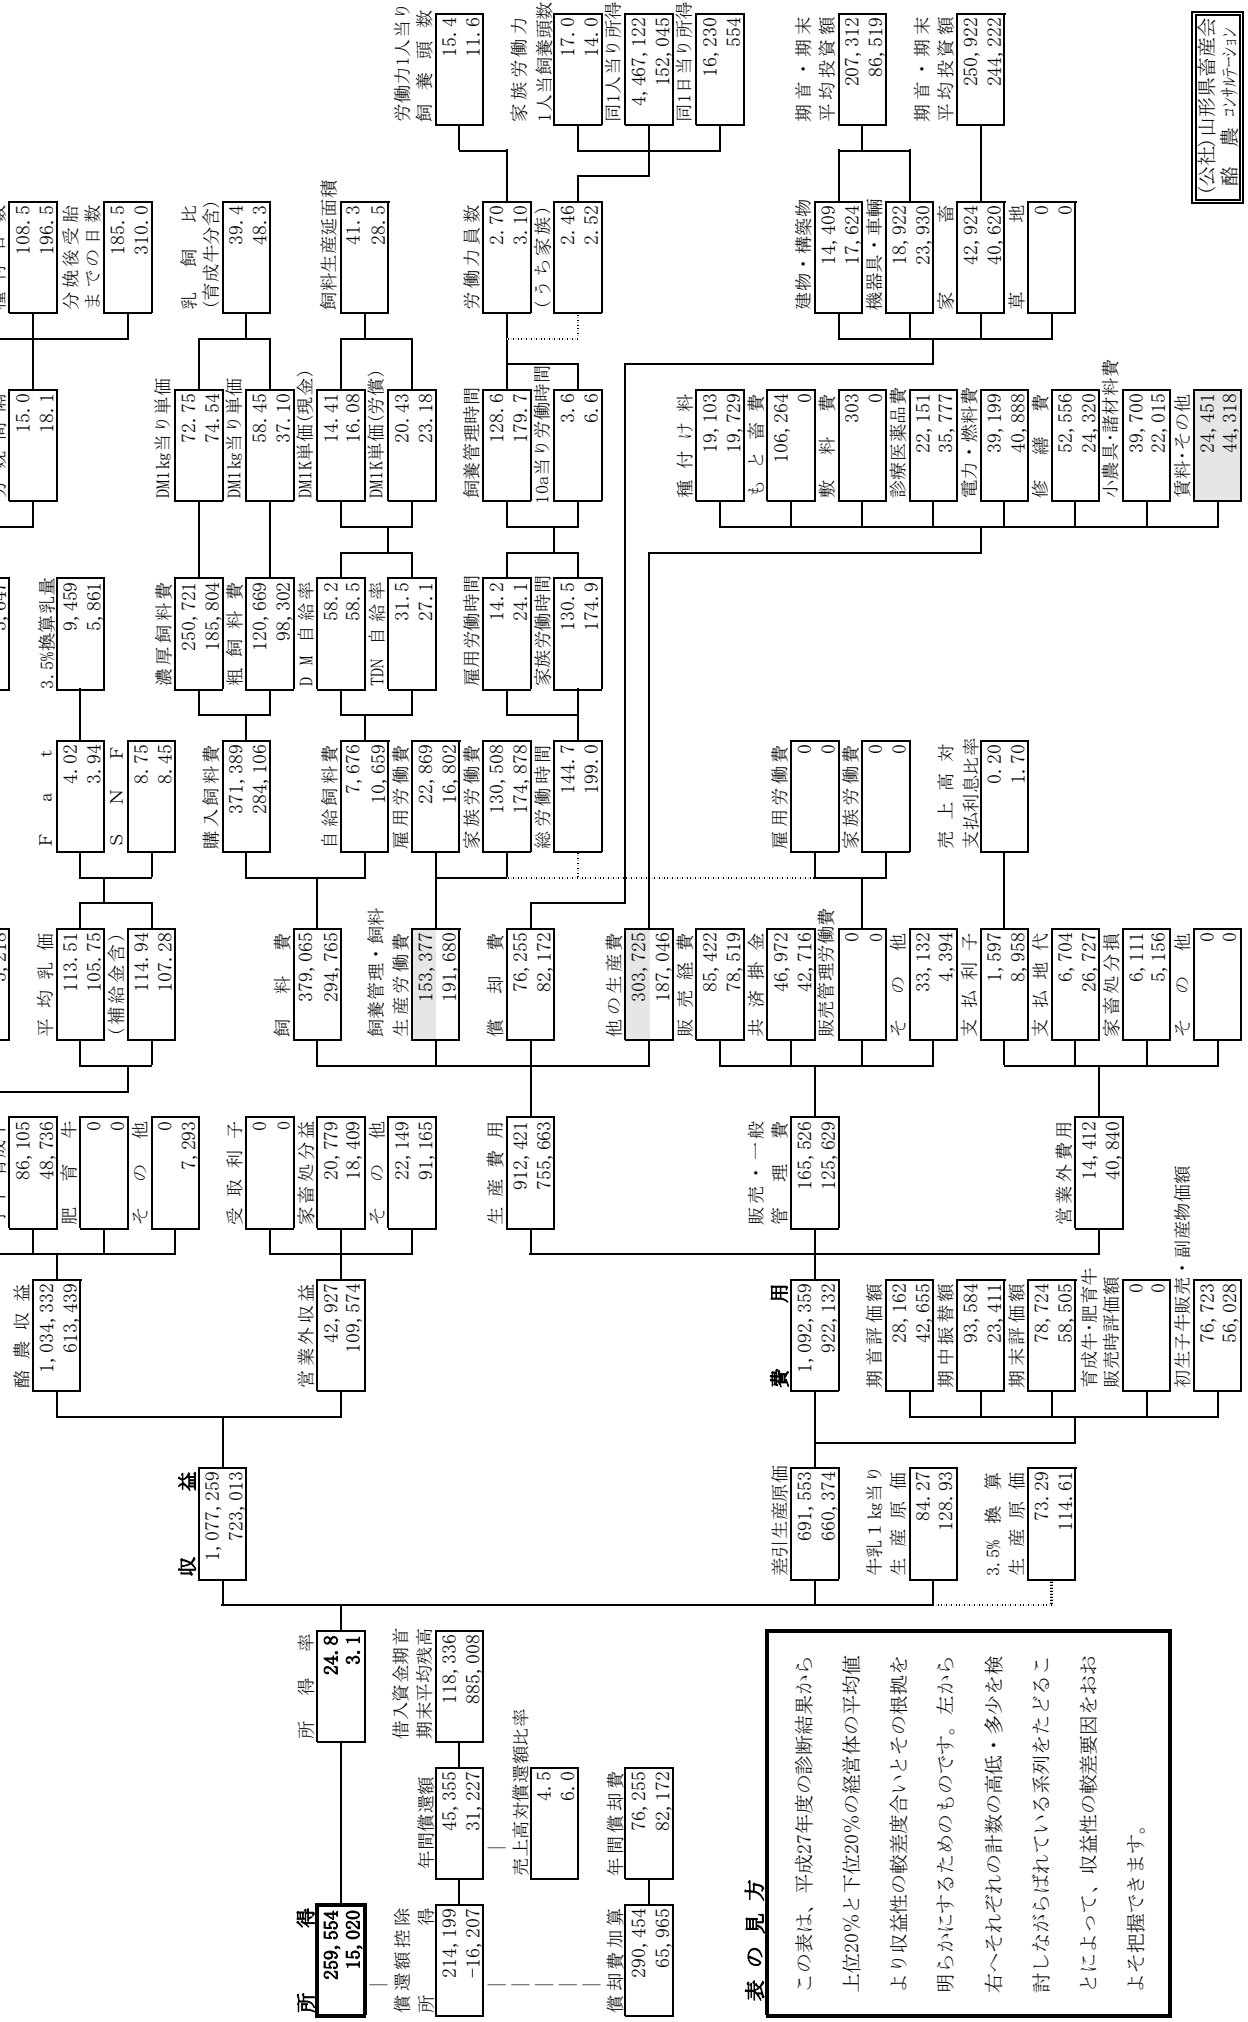 所得
259,554
15,020
償還額控除
所得
214,199
-16,207
償却費加算
290,454
65,965
年間償還額
45,355
31,227
売上高対償還額比率
4.5
6.0
年間償却費
76,255
82,172
所得率
24.8
3.1
借入資金期首
期末平均残高
118,336
885,008
表の見方
この表は、平成27年度の診断結果から
上位20%と下位20%の経営体の平均値
より収益性の較差度合いとその根拠を
明らかにするためのものです。左から
右へそれぞれの計数の高低・多少を検
討しながらばれている系列をたどるこ
とによって、収益性の較差要因をおお
よそ把握できます。
収益
1,077,259
723,013
差引生産原価
691,553
660,374
牛乳1kg当り
生産原価
84.27
128.93
3.5%換算
生産原価
73.29
114.61
酪農収益
1,034,332
613,439
営業外収益
42,927
109,574
費用
1,092,359
922,132
期首評価額
28,162
42,655
期中振替額
93,584
23,411
期末評価額
78,724
58,505
育成牛・肥育牛
販売時評価額
0
0
初生子牛販売・副産物価額
76,723
56,028
86,105
48,736
肥育牛
0
0
その他
0
7,293
受取利子
0
0
家畜処分益
20,779
18,409
その他
22,149
91,165
生産費用
912,421
755,663
販売・一般
管理費
165,526
125,629
営業外費用
14,412
40,840
平均乳価
113.51
105.75
(補給金含)
114.94
107.28
飼料費
379,065
294,765
飼養管理・飼料
生産労働費
153,377
191,680
償却費
76,255
82,172
他の生産費
303,725
187,046
販売経費
85,422
78,519
共済掛金
46,972
42,716
販売管理労働費
0
0
その他
33,132
4,394
支払利子
1,597
8,958
支払地代
6,704
26,727
家畜処分損
6,111
5,156
その他
0
0
Fat
4.02
3.94
SNF
8.75
8.45
購入飼料費
371,389
284,106
自給飼料費
7,676
10,659
雇用労働費
22,869
16,802
家族労働費
130,508
174,878
総労働時間
144.7
199.0
雇用労働費
0
0
家族労働費
0
0
売上高対
支払利息比率
0.20
1.70
3.5%換算乳量
9,459
5,861
濃厚飼料費
250,721
185,804
粗飼料費
120,669
98,302
DM自給率
58.2
58.5
TDN自給率
31.5
27.1
雇用労働時間
14.2
24.1
家族労働時間
130.5
174.9
15.0
18.1
DM1kg当り単価
72.75
74.54
DM1kg当り単価
58.45
37.10
DM1K単価(現金)
14.41
16.08
DM1K単価(労償)
20.43
23.18
飼養管理時間
128.6
179.7
10a当り労働時間
3.6
6.6
種付け料
19,103
19,729
もと畜費
106,264
0
敷料費
303
0
診療医薬品費
22,151
35,777
電力・燃料費
39,199
40,888
修繕費
52,556
24,320
小農具・諸材料費
39,700
22,015
賃料・その他
24,451
44,318
108.5
196.5
分娩後受胎
までの日数
185.5
310.0
乳飼比
(育成牛分含)
39.4
48.3
飼料生産延面積
41.3
28.5
労働力員数
2.70
3.10
(うち家族)
2.46
2.52
建物・構築物
14,409
17,624
機器具・車輌
18,922
23,930
家畜
42,924
40,620
草地
0
0
労働力1人当り
飼養頭数
15.4
11.6
家族労働力
1人当飼養頭数
17.0
14.0
同1人当り所得
4,467,122
152,045
同1日当り所得
16,230
554
期首・期末
平均投資額
207,312
86,519
期首・期末
平均投資額
250,922
244,222
(公社)山形県畜産会
酪農コンサルテーション